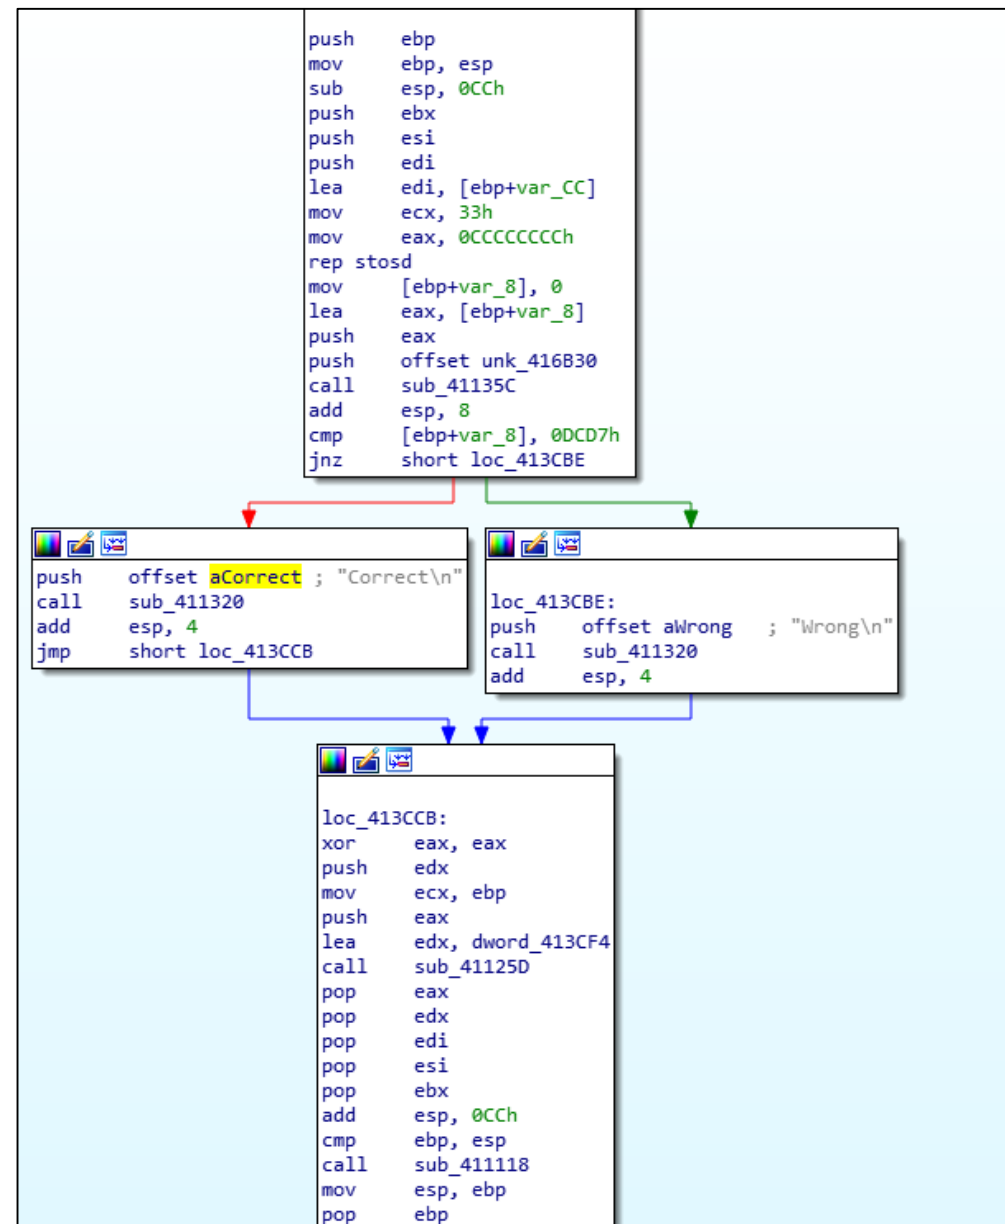 push ebp
mov ebp, esp
sub esp, 0CCh
push ebx
push esi
push edi
lea edi, [ebp+var_CC]
mov ecx, 33h
mov eax, 0CCCCCCCCh
rep stosd
mov [ebp+var_8], 0
lea eax, [ebp+var_8]
push eax
push offset unk_416B30
call sub_41135C
add esp, 8
cmp [ebp+var_8], 0DCD7h
jnz short loc_413CBE
push offset aCorrect ; "Correct\n"
call sub_411320
add esp, 4
jmp short loc_413CCB
loc_413CBE:
push offset aWrong ; "Wrong\n"
call sub_411320
add esp, 4
loc_413CCB:
xor eax, eax
push edx
mov ecx, ebp
push eax
lea edx, dword_413CF4
call sub_41125D
pop eax
pop edx
pop edi
pop esi
pop ebx
add esp, 0CCh
cmp ebp, esp
call sub_411118
mov esp, ebp
pop ebp